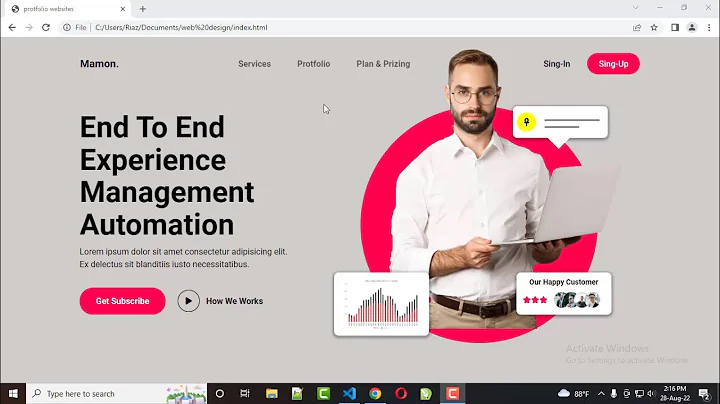 protfolio websites
File
C:/Users/Riaz/Documents/web%20design/index.html
Mamon.
Services
Protfolio
Plan & Prizing
Sing-In
Sing-Up
End To End
Experience
Management
Automation
Lorem ipsum dolor sit amet consectetur adipisicing elit.
Ex delectus sit blanditiis iusto necessitatibus.
Get Subscribe
How We Works
Our Happy Customer
Activate Windows
Go to Settings to activate Windows.
Type here to search
88°F
2:16 PM
28-Aug-22